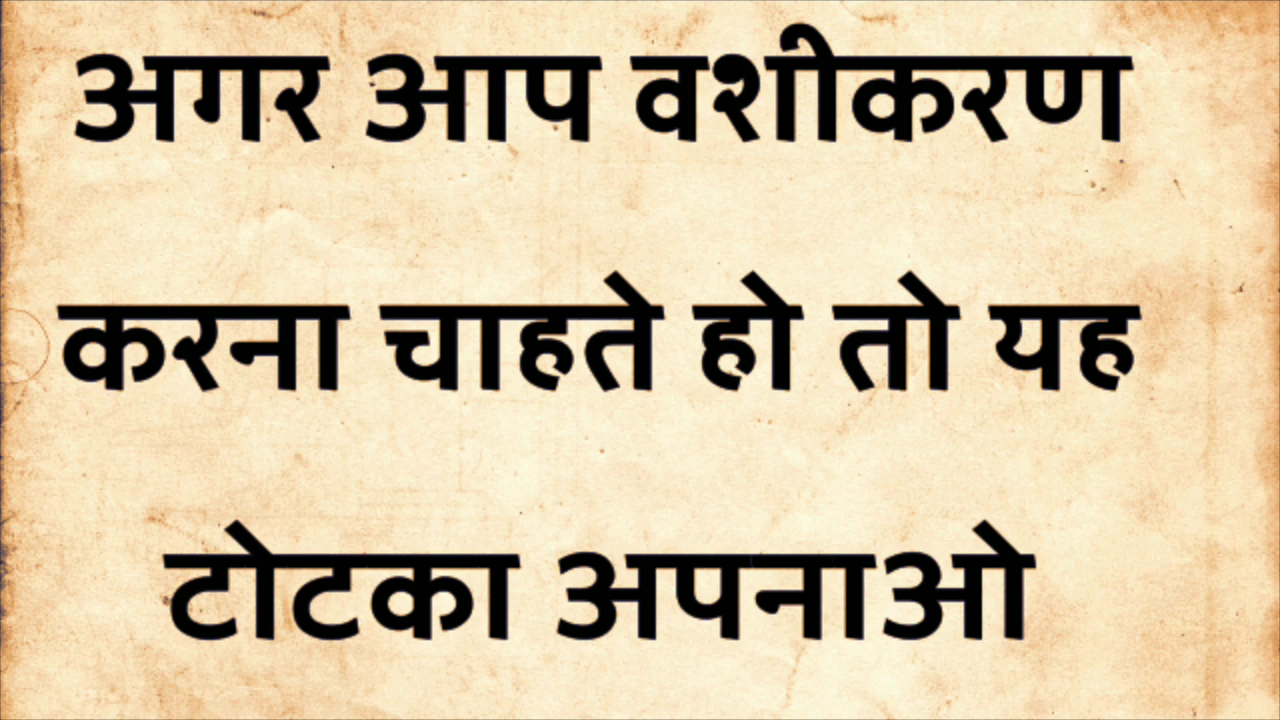 अगर आप वशीकरण
करना चाहते हो तो यह
टोटका अपनाओ